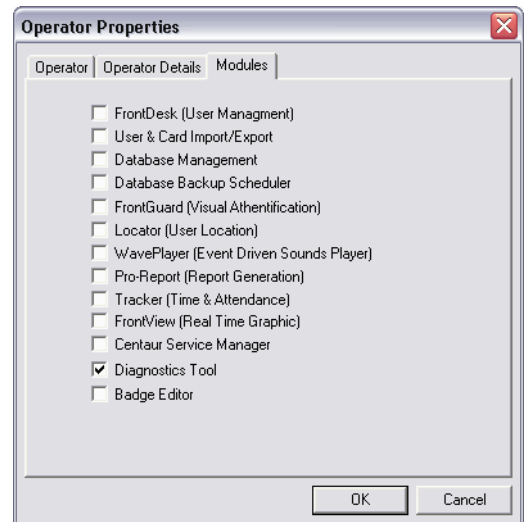 Operator Properties
Operator
Operator Details
Modules
FrontDesk (User Managment)
User & Card Import/Export
Database Management
Database Backup Scheduler
FrontGuard (Visual Athentification)
Locator (User Location)
WavePlayer (Event Driven Sounds Player)
Pro-Report (Report Generation)
Tracker (Time & Attendance)
FrontView (Real Time Graphic)
Centaur Service Manager
Diagnostics Tool
Badge Editor
OK
Cancel